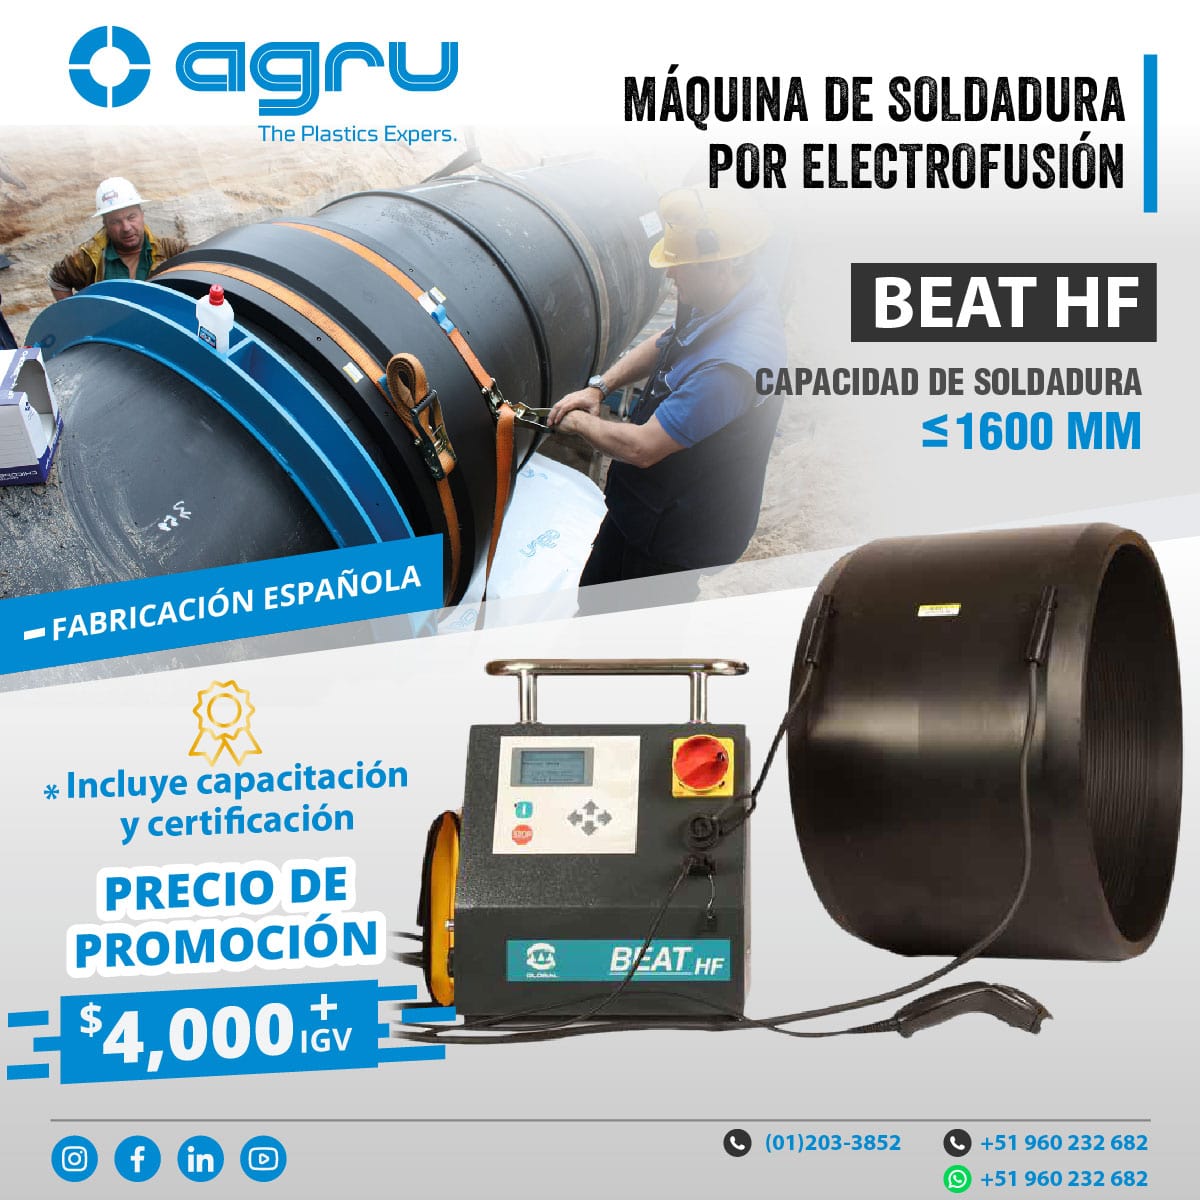 agru
The Plastics Expers.
MÁQUINA DE SOLDADURA
POR ELECTROFUSIÓN
BEAT HF
CAPACIDAD DE SOLDADURA
≤1600 MM
FABRICACIÓN ESPAÑOLA
* Incluye capacitación
y certificación
PRECIO DE
PROMOCIÓN
$4,000 + IGV
STOP
GLOBAL
BEAT HF
(01)203-3852
+51 960 232 682
+51 960 232 682